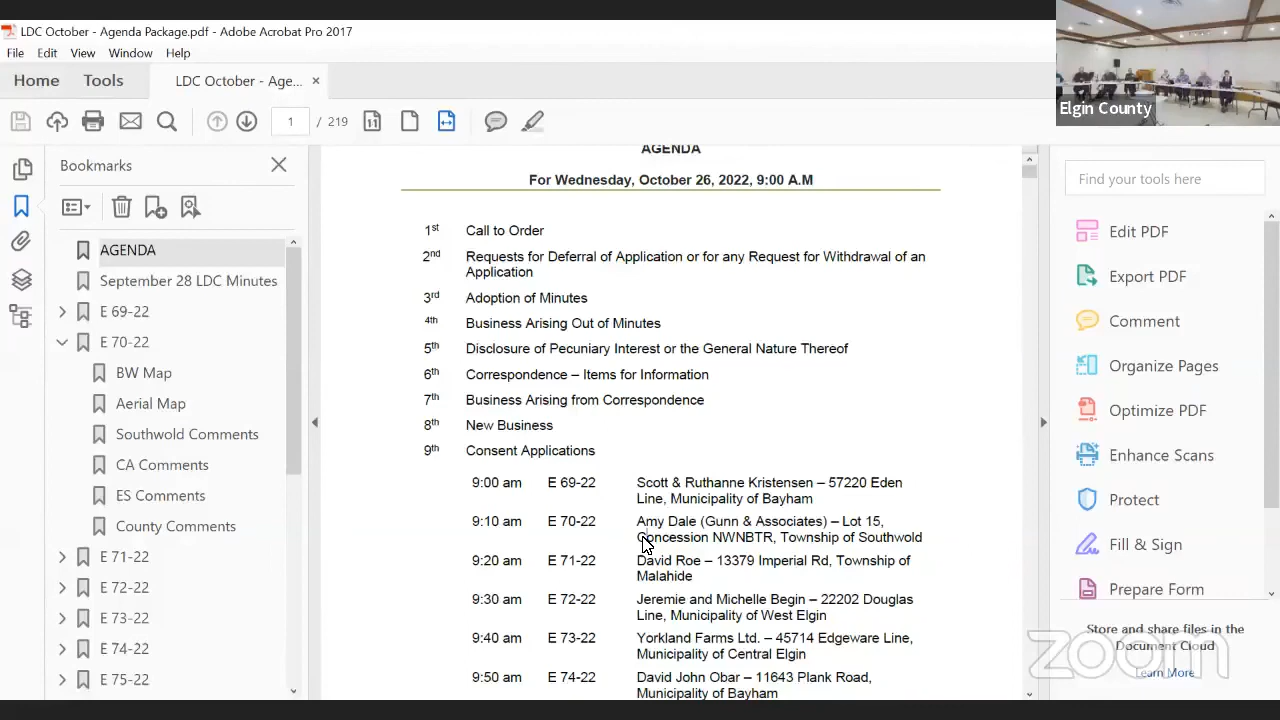 LDC October - Agenda Package.pdf - Adobe Acrobat Pro 2017
File Edit View Window Help
Home Tools LDC October - Age... ×
1 / 219
Elgin County
Bookmarks
AGENDA
September 28 LDC Minutes
E 69-22
E 70-22
BW Map
Aerial Map
Southwold Comments
CA Comments
ES Comments
County Comments
E 71-22
E 72-22
E 73-22
E 74-22
E 75-22
AGENDA
For Wednesday, October 26, 2022, 9:00 A.M
1st Call to Order
2nd Requests for Deferral of Application or for any Request for Withdrawal of an
Application
3rd Adoption of Minutes
4th Business Arising Out of Minutes
5th Disclosure of Pecuniary Interest or the General Nature Thereof
6th Correspondence – Items for Information
7th Business Arising from Correspondence
8th New Business
9th Consent Applications
9:00 am E 69-22 Scott & Ruthanne Kristensen – 57220 Eden
Line, Municipality of Bayham
9:10 am E 70-22 Amy Dale (Gunn & Associates) – Lot 15,
Concession NWNBTR, Township of Southwold
9:20 am E 71-22 David Roe – 13379 Imperial Rd, Township of
Malahide
9:30 am E 72-22 Jeremie and Michelle Begin – 22202 Douglas
Line, Municipality of West Elgin
9:40 am E 73-22 Yorkland Farms Ltd. – 45714 Edgeware Line,
Municipality of Central Elgin
9:50 am E 74-22 David John Obar – 11643 Plank Road,
Municipality of Bayham
Find your tools here
Edit PDF
Export PDF
Comment
Organize Pages
Optimize PDF
Enhance Scans
Protect
Fill & Sign
Prepare Form
Store and share files in the
Document Cloud
Learn More
zoom